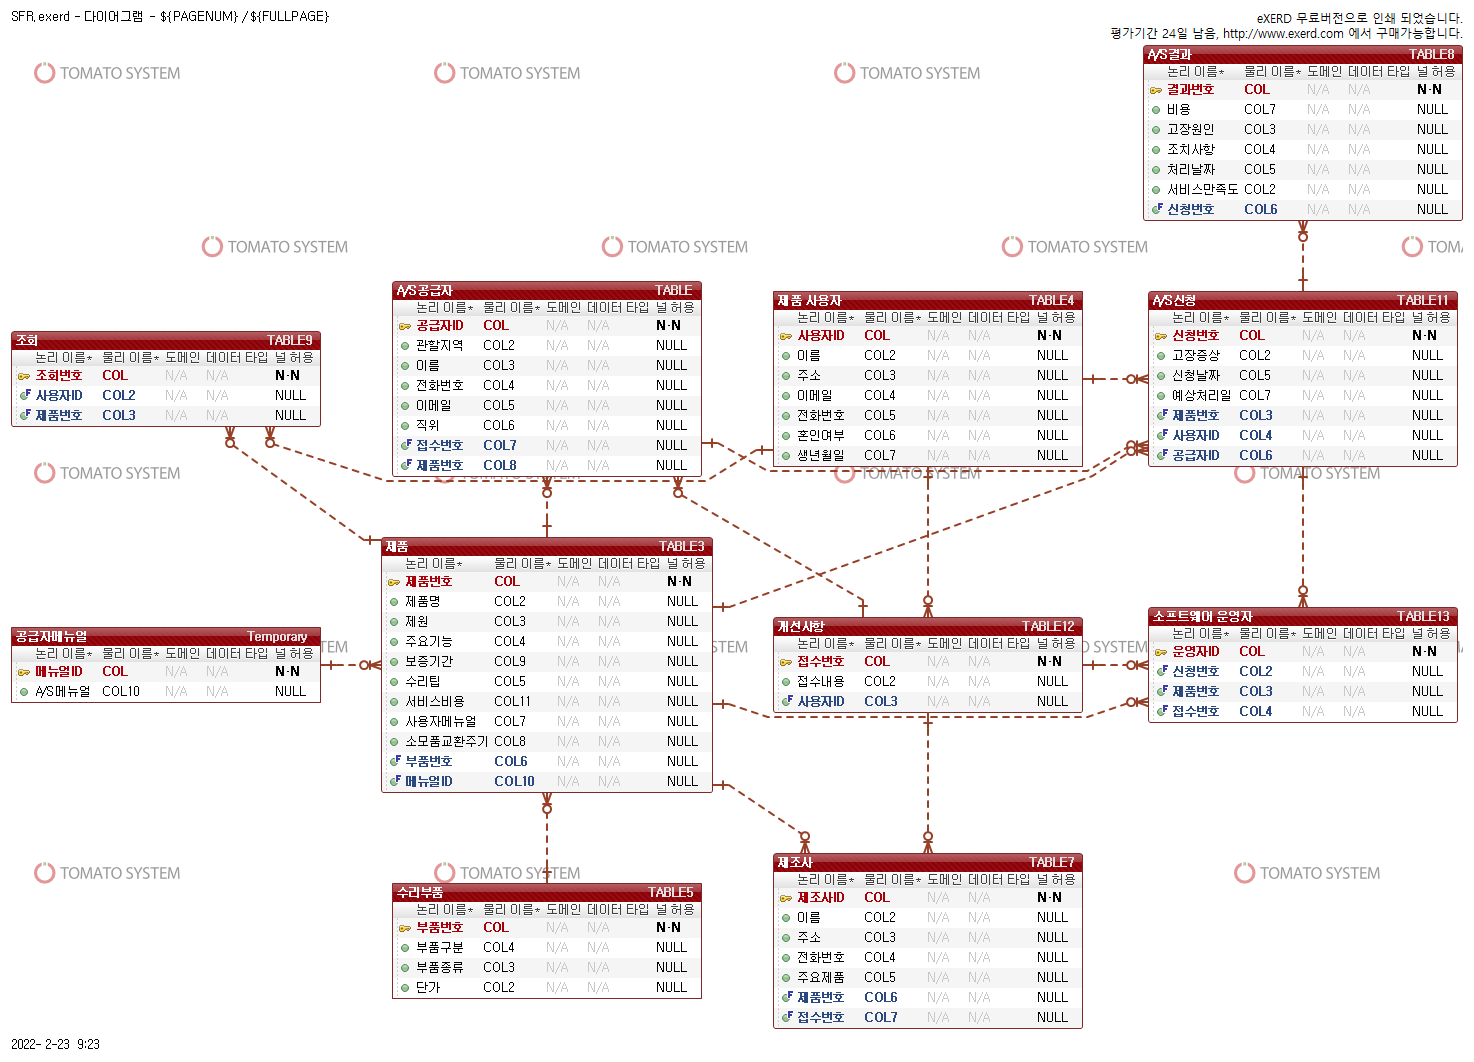 SFR.exerd - 다이어그램 - ${PAGENUM} / ${FULLPAGE}
eXERD 무료버전으로 인쇄 되었습니다.
평가기간 24일 남음, http://www.exerd.com 에서 구매가능합니다.
TOMATO SYSTEM
TOMATO SYSTEM
TOMATO SYSTEM
A/S결과 TABLE8
논리 이름* 물리 이름* 도메인 데이터 타입 널 허용
결과번호 COL N/A N/A N-N
비용 COL7 N/A N/A NULL
고장원인 COL3 N/A N/A NULL
조치사항 COL4 N/A N/A NULL
처리날짜 COL5 N/A N/A NULL
서비스만족도 COL2 N/A N/A NULL
신청번호 COL6 N/A N/A NULL
TOMATO SYSTEM
TOMATO SYSTEM
TOMATO SYSTEM
TOMA
조회 TABLE9
논리 이름* 물리 이름* 도메인 데이터 타입 널 허용
조회번호 COL N/A N/A N-N
사용자ID COL2 N/A N/A NULL
제품번호 COL3 N/A N/A NULL
A/S공급자 TABLE
논리 이름* 물리 이름* 도메인 데이터 타입 널 허용
공급자ID COL N/A N/A N-N
관할지역 COL2 N/A N/A NULL
이름 COL3 N/A N/A NULL
전화번호 COL4 N/A N/A NULL
이메일 COL5 N/A N/A NULL
직위 COL6 N/A N/A NULL
접수번호 COL7 N/A N/A NULL
제품번호 COL8 N/A N/A NULL
제품 사용자 TABLE4
논리 이름* 물리 이름* 도메인 데이터 타입 널 허용
사용자ID COL N/A N/A N-N
이름 COL2 N/A N/A NULL
주소 COL3 N/A N/A NULL
이메일 COL4 N/A N/A NULL
전화번호 COL5 N/A N/A NULL
혼인여부 COL6 N/A N/A NULL
생년월일 COL7 N/A N/A NULL
A/S신청 TABLE11
논리 이름* 물리 이름* 도메인 데이터 타입 널 허용
신청번호 COL N/A N/A N-N
고장증상 COL2 N/A N/A NULL
신청날짜 COL5 N/A N/A NULL
예상처리일 COL7 N/A N/A NULL
제품번호 COL3 N/A N/A NULL
사용자ID COL4 N/A N/A NULL
공급자ID COL6 N/A N/A NULL
TOMATO SYSTEM
TOMATO SYSTEM
TOMATO SYSTEM
TOMATO SYSTEM
제품 TABLE3
논리 이름* 물리 이름* 도메인 데이터 타입 널 허용
제품번호 COL N/A N/A N-N
제품명 COL2 N/A N/A NULL
제원 COL3 N/A N/A NULL
주요기능 COL4 N/A N/A NULL
보증기간 COL9 N/A N/A NULL
수리팁 COL5 N/A N/A NULL
서비스비용 COL11 N/A N/A NULL
사용자메뉴얼 COL7 N/A N/A NULL
소모품교환주기 COL8 N/A N/A NULL
부품번호 COL6 N/A N/A NULL
메뉴얼ID COL10 N/A N/A NULL
공급자메뉴얼 Temporary
논리 이름* 물리 이름* 도메인 데이터 타입 널 허용
메뉴얼ID COL N/A N/A N-N
A/S메뉴얼 COL10 N/A N/A NULL
TEM
STEM
SYSTEM
TOMA
개선사항 TABLE12
논리 이름* 물리 이름* 도메인 데이터 타입 널 허용
접수번호 COL N/A N/A N-N
접수내용 COL2 N/A N/A NULL
사용자ID COL3 N/A N/A NULL
소프트웨어 운영자 TABLE13
논리 이름* 물리 이름* 도메인 데이터 타입 널 허용
운영자ID COL N/A N/A N-N
신청번호 COL2 N/A N/A NULL
제품번호 COL3 N/A N/A NULL
접수번호 COL4 N/A N/A NULL
TOMATO SYSTEM
TOMATO SYSTEM
TOMATO SYSTEM
수리부품 TABLE5
논리 이름* 물리 이름* 도메인 데이터 타입 널 허용
부품번호 COL N/A N/A N-N
부품구분 COL4 N/A N/A NULL
부품종류 COL3 N/A N/A NULL
단가 COL2 N/A N/A NULL
제조사 TABLE7
논리 이름* 물리 이름* 도메인 데이터 타입 널 허용
제조사ID COL N/A N/A N-N
이름 COL2 N/A N/A NULL
주소 COL3 N/A N/A NULL
전화번호 COL4 N/A N/A NULL
주요제품 COL5 N/A N/A NULL
제품번호 COL6 N/A N/A NULL
접수번호 COL7 N/A N/A NULL
2022- 2-23 9:23